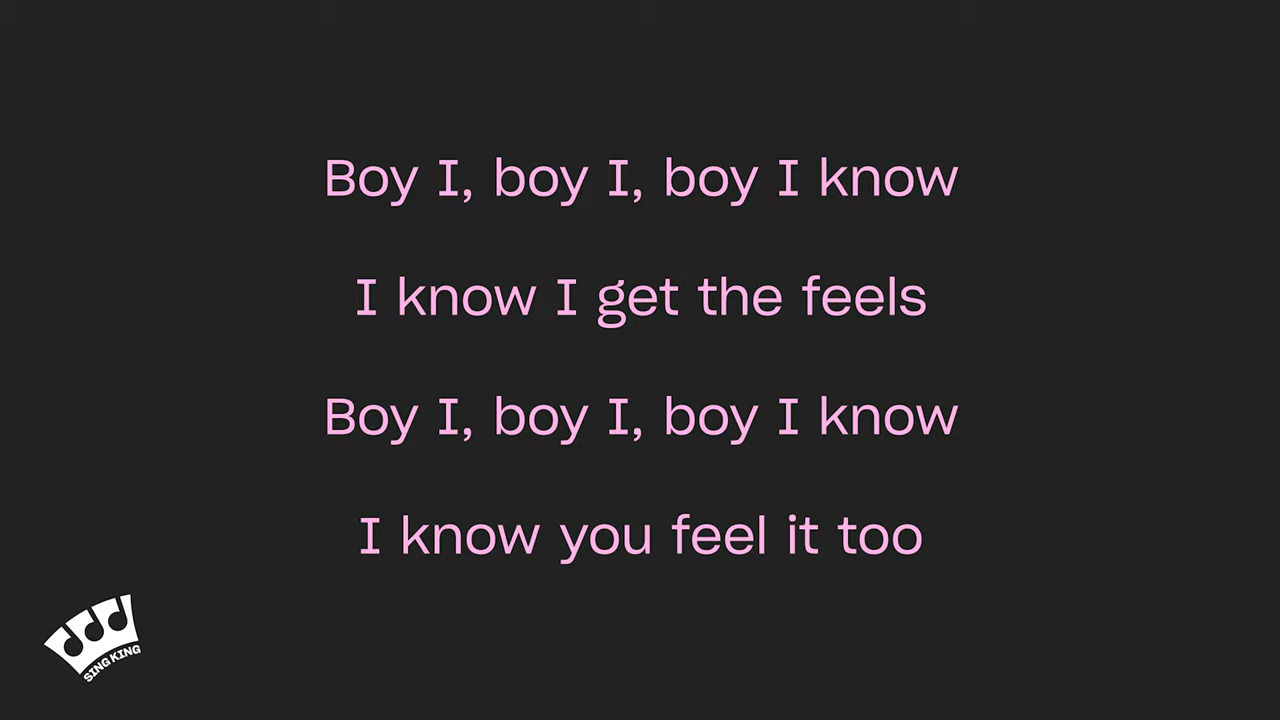 Boy I, boy I, boy I know
I know I get the feels
Boy I, boy I, boy I know
I know you feel it too
SING KING